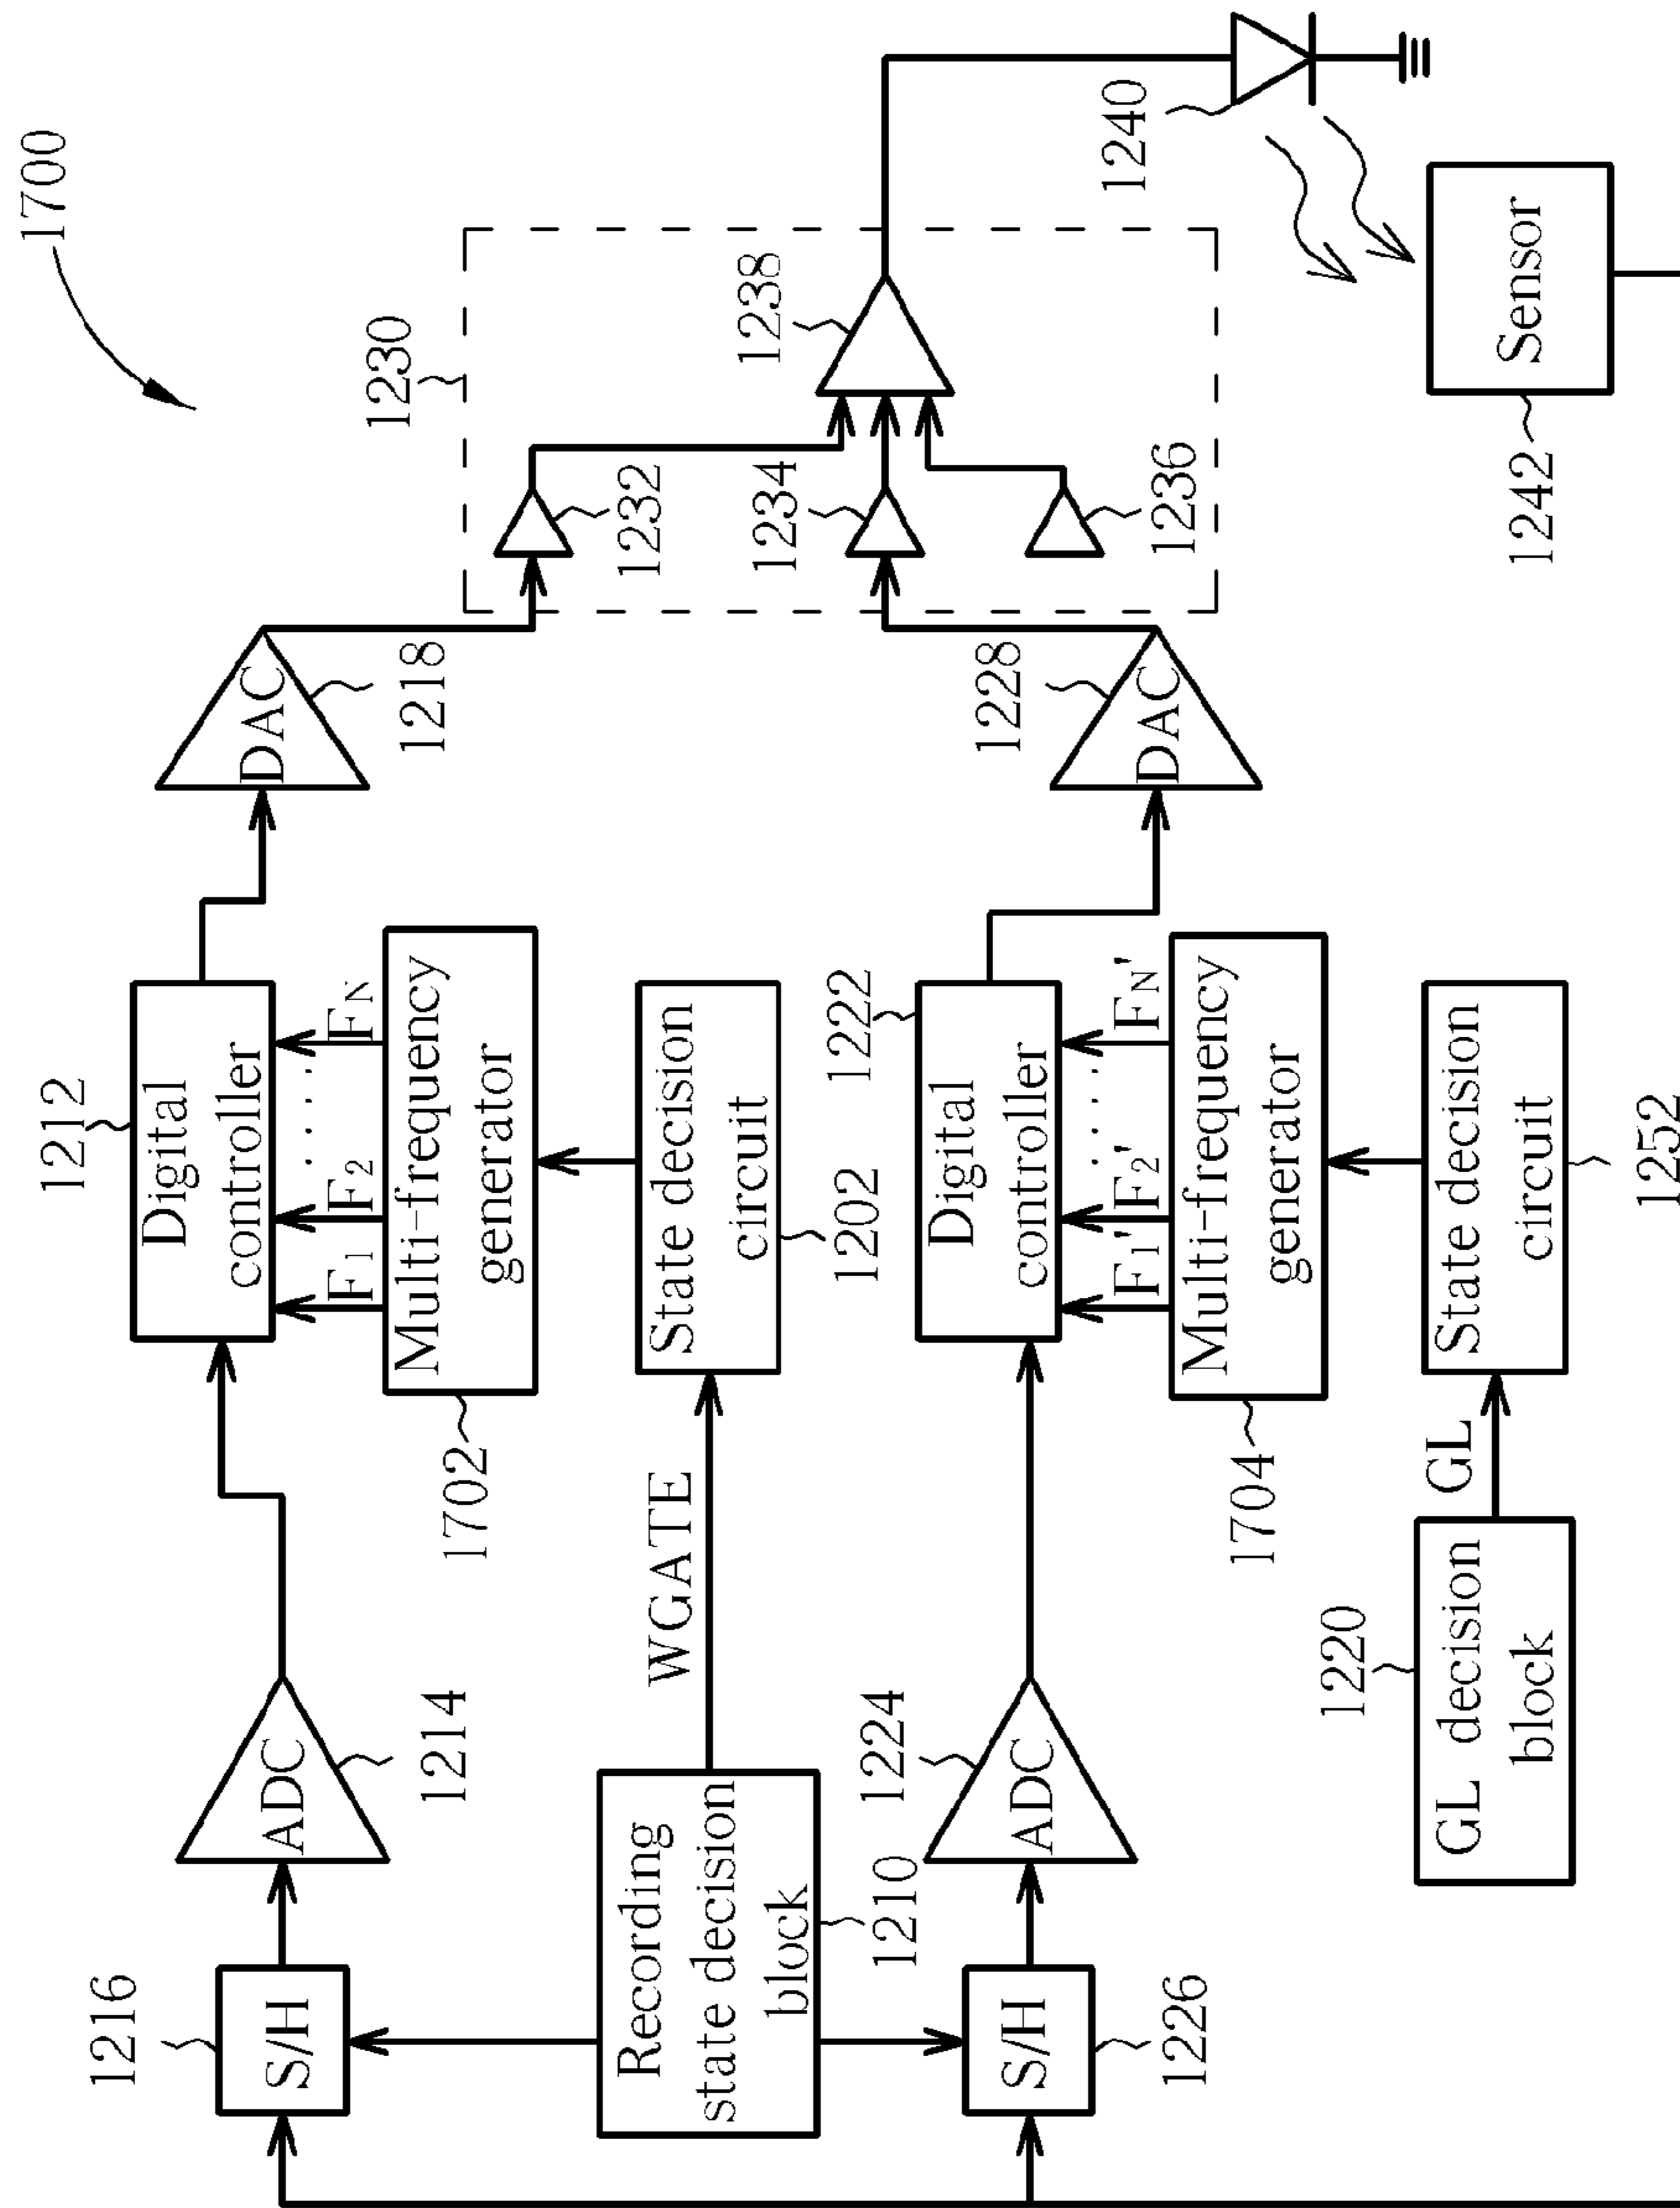 1700
1216
S/H
1214
ADC
1212
Digital
controller
F1
F2
.....
FN
1702
Multi-frequency
generator
1218
DAC
1230
1232
1234
1236
1238
Recording
state decision
block
1210
WGATE
State decision
circuit
1202
1226
S/H
1224
ADC
1222
Digital
controller
F1'
F2'
.....
FN'
1704
Multi-frequency
generator
1228
DAC
1240
1220
GL decision
block
GL
State decision
circuit
1252
1242
Sensor